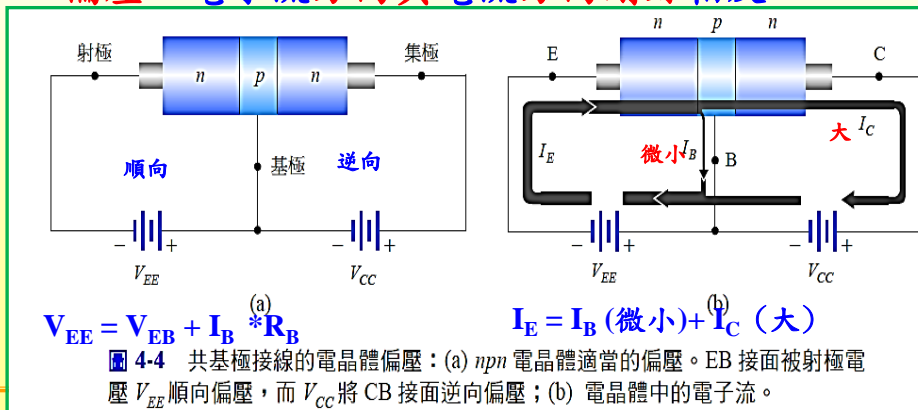 射極 n p n 集極
順向 基極 逆向
− + − +
V_EE V_CC
(a)
V_EE = V_EB + I_B *R_B
n p n
E C
大 I_C
I_E 微小 I_B B
− + − +
V_EE V_CC
(b)
I_E = I_B (微小)+ I_C（大）
圖 4-4 共基極接線的電晶體偏壓：(a) npn 電晶體適當的偏壓。EB 接面被射極電
壓 V_EE 順向偏壓，而 V_CC 將 CB 接面逆向偏壓；(b) 電晶體中的電子流。